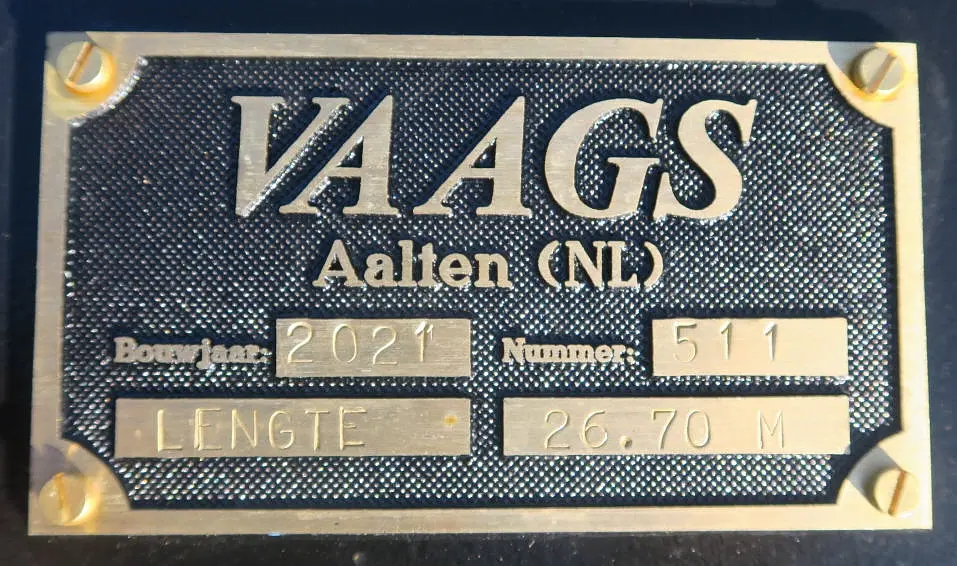 VAAGS
Aalten (NL)
Bouwjaar: 2021 Nummer: 511
LENGTE 26.70 M